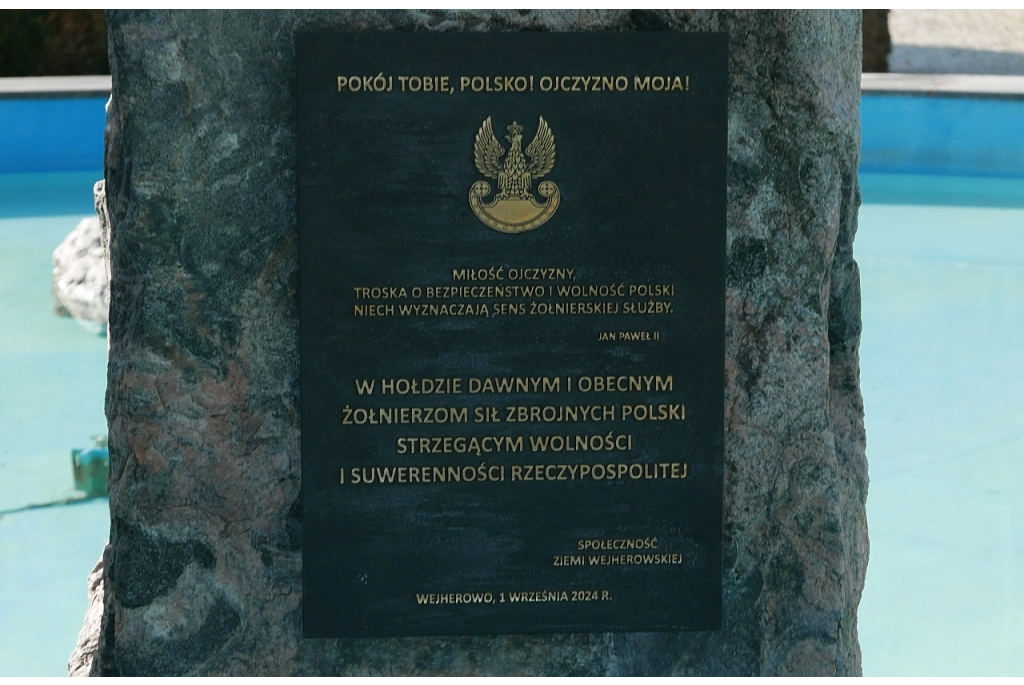 POKÓJ TOBIE, POLSKO! OJCZYZNO MOJA!
MIŁOŚĆ OJCZYZNY,
TROSKA O BEZPIECZEŃSTWO I WOLNOŚĆ POLSKI
NIECH WYZNACZAJĄ SENS ŻOŁNIERSKIEJ SŁUŻBY.
JAN PAWEŁ II
W HOŁDZIE DAWNYM I OBECNYM
ŻOŁNIERZOM SIŁ ZBROJNYCH POLSKI
STRZEGĄCYM WOLNOŚCI
I SUWERENNOŚCI RZECZYPOSPOLITEJ
SPOŁECZNOŚĆ
ZIEMI WEJHEROWSKIEJ
WEJHEROWO, 1 WRZEŚNIA 2024 R.